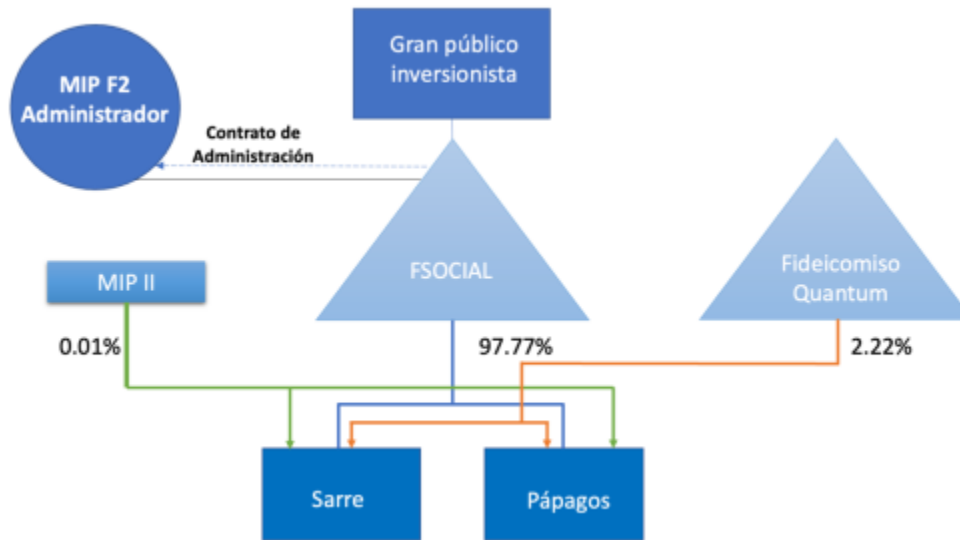 Gran público
inversionista
MIP F2
Administrador
Contrato de
Administración
FSOCIAL
Fideicomiso
Quantum
MIP II
0.01%
97.77%
2.22%
Sarre
Pápagos